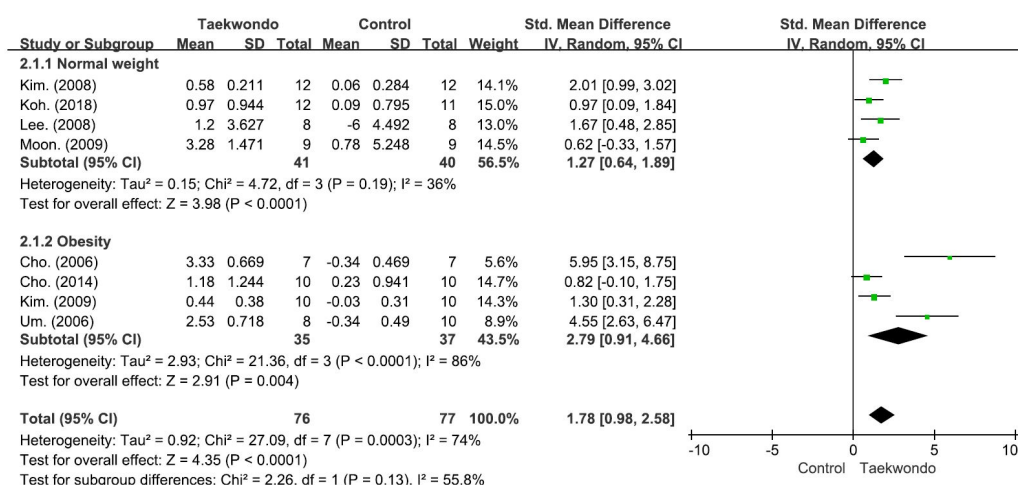 Taekwondo Control Std. Mean Difference Std. Mean Difference
Study or Subgroup Mean SD Total Mean SD Total Weight IV, Random, 95% CI IV, Random, 95% CI
2.1.1 Normal weight
Kim. (2008) 0.58 0.211 12 0.06 0.284 12 14.1% 2.01 [0.99, 3.02]
Koh. (2018) 0.97 0.944 12 0.09 0.795 11 15.0% 0.97 [0.09, 1.84]
Lee. (2008) 1.2 3.627 8 -6 4.492 8 13.0% 1.67 [0.48, 2.85]
Moon. (2009) 3.28 1.471 9 0.78 5.248 9 14.5% 0.62 [-0.33, 1.57]
Subtotal (95% CI) 41 40 56.5% 1.27 [0.64, 1.89]
Heterogeneity: Tau² = 0.15; Chi² = 4.72, df = 3 (P = 0.19); I² = 36%
Test for overall effect: Z = 3.98 (P < 0.0001)
2.1.2 Obesity
Cho. (2006) 3.33 0.669 7 -0.34 0.469 7 5.6% 5.95 [3.15, 8.75]
Cho. (2014) 1.18 1.244 10 0.23 0.941 10 14.7% 0.82 [-0.10, 1.75]
Kim. (2009) 0.44 0.38 10 -0.03 0.31 10 14.3% 1.30 [0.31, 2.28]
Um. (2006) 2.53 0.718 8 -0.34 0.49 10 8.9% 4.55 [2.63, 6.47]
Subtotal (95% CI) 35 37 43.5% 2.79 [0.91, 4.66]
Heterogeneity: Tau² = 2.93; Chi² = 21.36, df = 3 (P < 0.0001); I² = 86%
Test for overall effect: Z = 2.91 (P = 0.004)
Total (95% CI) 76 77 100.0% 1.78 [0.98, 2.58]
Heterogeneity: Tau² = 0.92; Chi² = 27.09, df = 7 (P = 0.0003); I² = 74%
Test for overall effect: Z = 4.35 (P < 0.0001)
Test for subgroup differences: Chi² = 2.26, df = 1 (P = 0.13), I² = 55.8%
-10 -5 0 5 10
Control Taekwondo